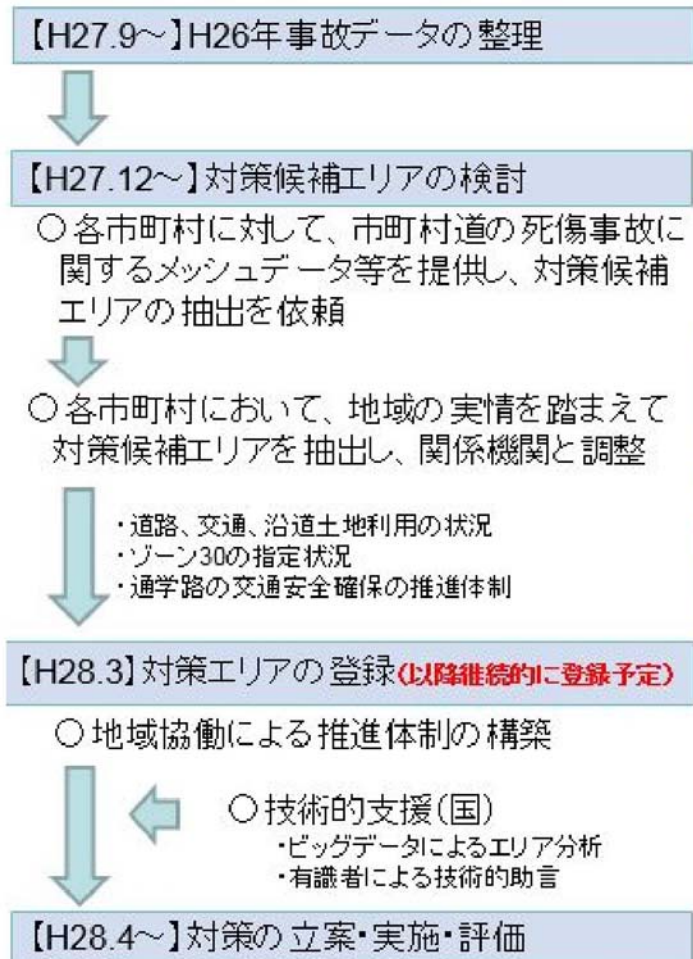 【H27.9～】H26年事故データの整理
【H27.12～】対策候補エリアの検討
○各市町村に対して、市町村道の死傷事故に
関するメッシュデータ等を提供し、対策候補
エリアの抽出を依頼
○各市町村において、地域の実情を踏まえて
対策候補エリアを抽出し、関係機関と調整
・道路、交通、沿道土地利用の状況
・ゾーン30の指定状況
・通学路の交通安全確保の推進体制
【H28.3】対策エリアの登録(以降継続的に登録予定)
○地域協働による推進体制の構築
○技術的支援(国)
・ビッグデータによるエリア分析
・有識者による技術的助言
【H28.4～】対策の立案・実施・評価